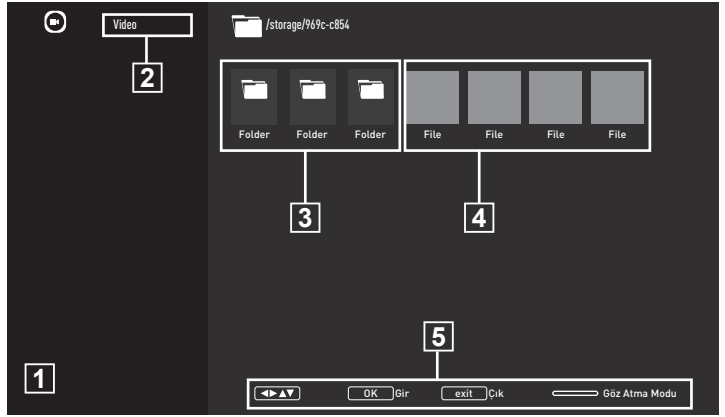 Video
/storage/969c-c854
2
Folder Folder Folder File File File File
3 4
5
1
◀▶▲▼ OK Gir exit Çık Göz Atma Modu